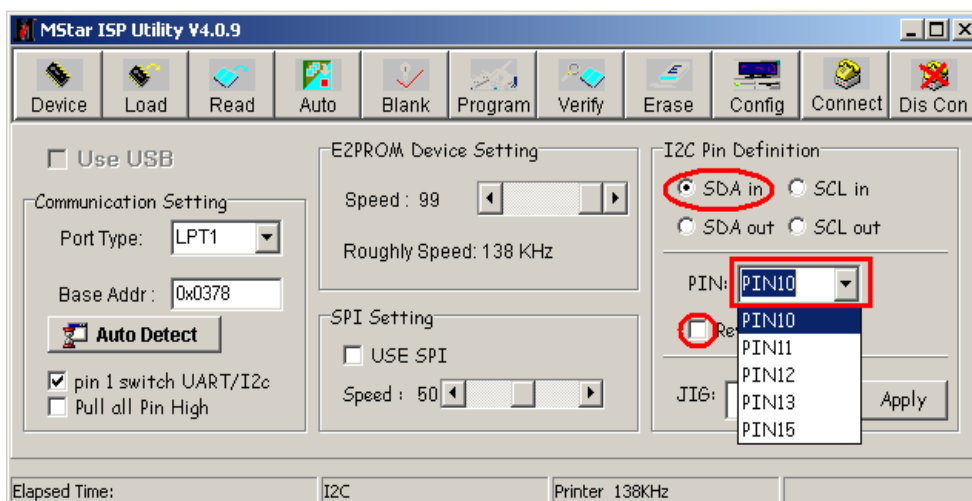 MStar ISP Utility V4.0.9
Device Load Read Auto Blank Program Verify Erase Config Connect Dis Con
Use USB
Communication Setting
Port Type: LPT1
Base Addr : 0x0378
Auto Detect
pin 1 switch UART/I2c
Pull all Pin High
E2PROM Device Setting
Speed : 99
Roughly Speed: 138 KHz
SPI Setting
USE SPI
Speed : 50
I2C Pin Definition
SDA in SCL in
SDA out SCL out
PIN: PIN10
PIN10
PIN11
PIN12
PIN13
PIN15
JIG:
Apply
Elapsed Time: I2C Printer 138KHz